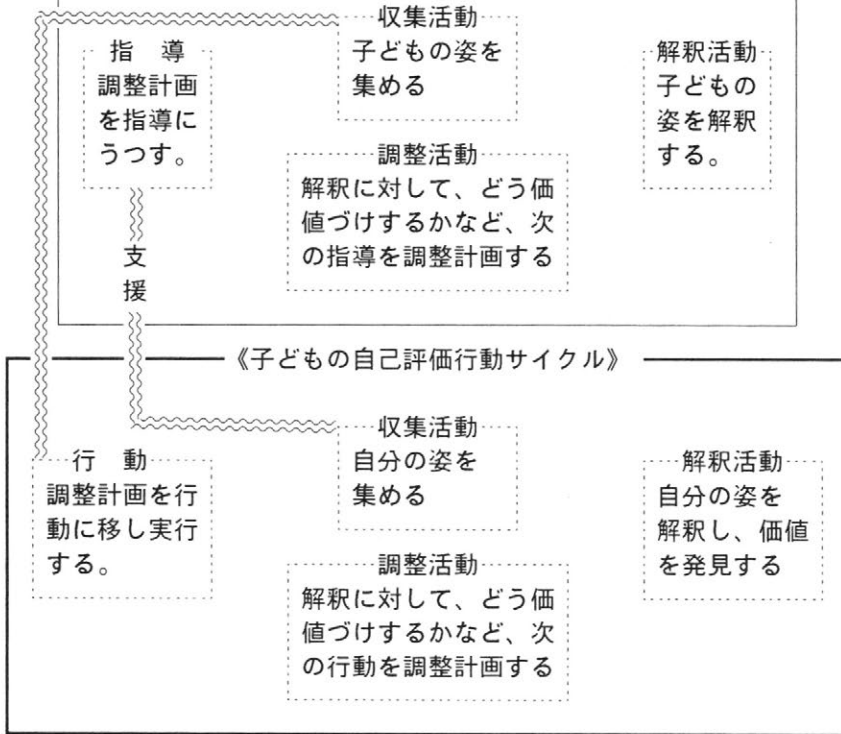 収集活動
子どもの姿を
集める
指　導
調整計画
を指導に
うつす。
解釈活動
子どもの
姿を解釈
する。
調整活動
解釈に対して、どう価
値づけするかなど、次
の指導を調整計画する
支
援
《子どもの自己評価行動サイクル》
収集活動
自分の姿を
集める
行　動
調整計画を行
動に移し実行
する。
解釈活動
自分の姿を
解釈し、価値
を発見する
調整活動
解釈に対して、どう価
値づけするかなど、次
の行動を調整計画する